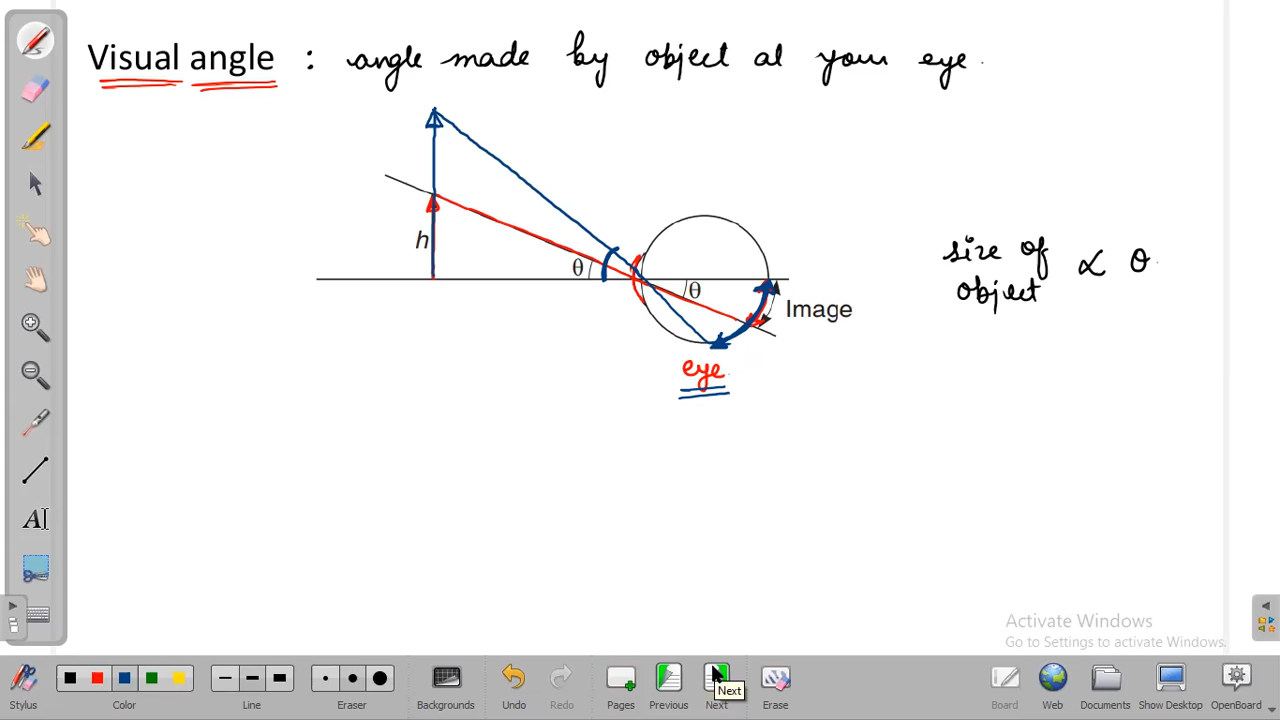 Visual angle : angle made by object at your eye.
h
θ
θ
Image
eye
size of ∝ θ
object
Activate Windows
Go to Settings to activate Windows.
Next
Stylus
Color
Line
Eraser
Backgrounds
Undo
Redo
Pages
Previous
Next
Erase
Board
Web
Documents
Show Desktop
OpenBoard